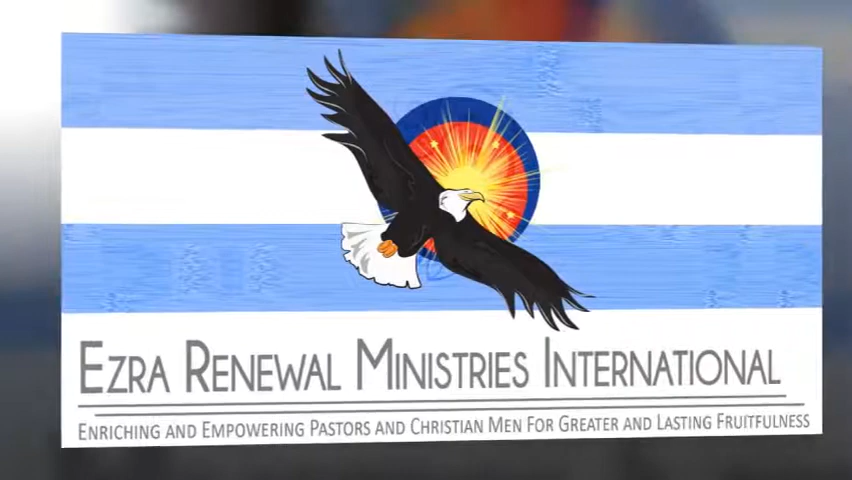 EZRA RENEWAL MINISTRIES INTERNATIONAL
ENRICHING AND EMPOWERING PASTORS AND CHRISTIAN MEN FOR GREATER AND LASTING FRUITFULNESS